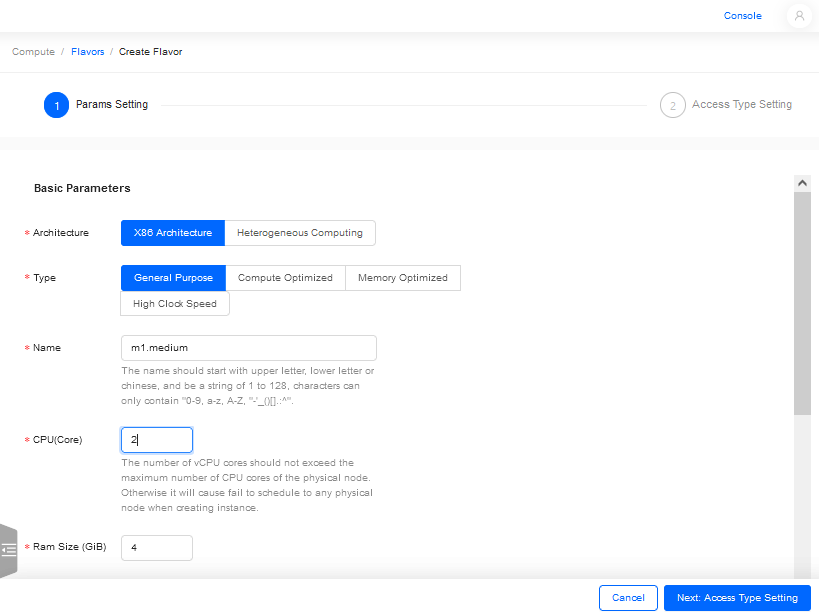 Console
Compute / Flavors / Create Flavor
1 Params Setting
2 Access Type Setting
Basic Parameters
* Architecture X86 Architecture Heterogeneous Computing
* Type General Purpose Compute Optimized Memory Optimized
High Clock Speed
* Name m1.medium
The name should start with upper letter, lower letter or
chinese, and be a string of 1 to 128, characters can
only contain "0-9, a-z, A-Z, "-'_()[].:^".
* CPU(Core) 2
The number of vCPU cores should not exceed the
maximum number of CPU cores of the physical node.
Otherwise it will cause fail to schedule to any physical
node when creating instance.
* Ram Size (GiB) 4
Cancel Next: Access Type Setting